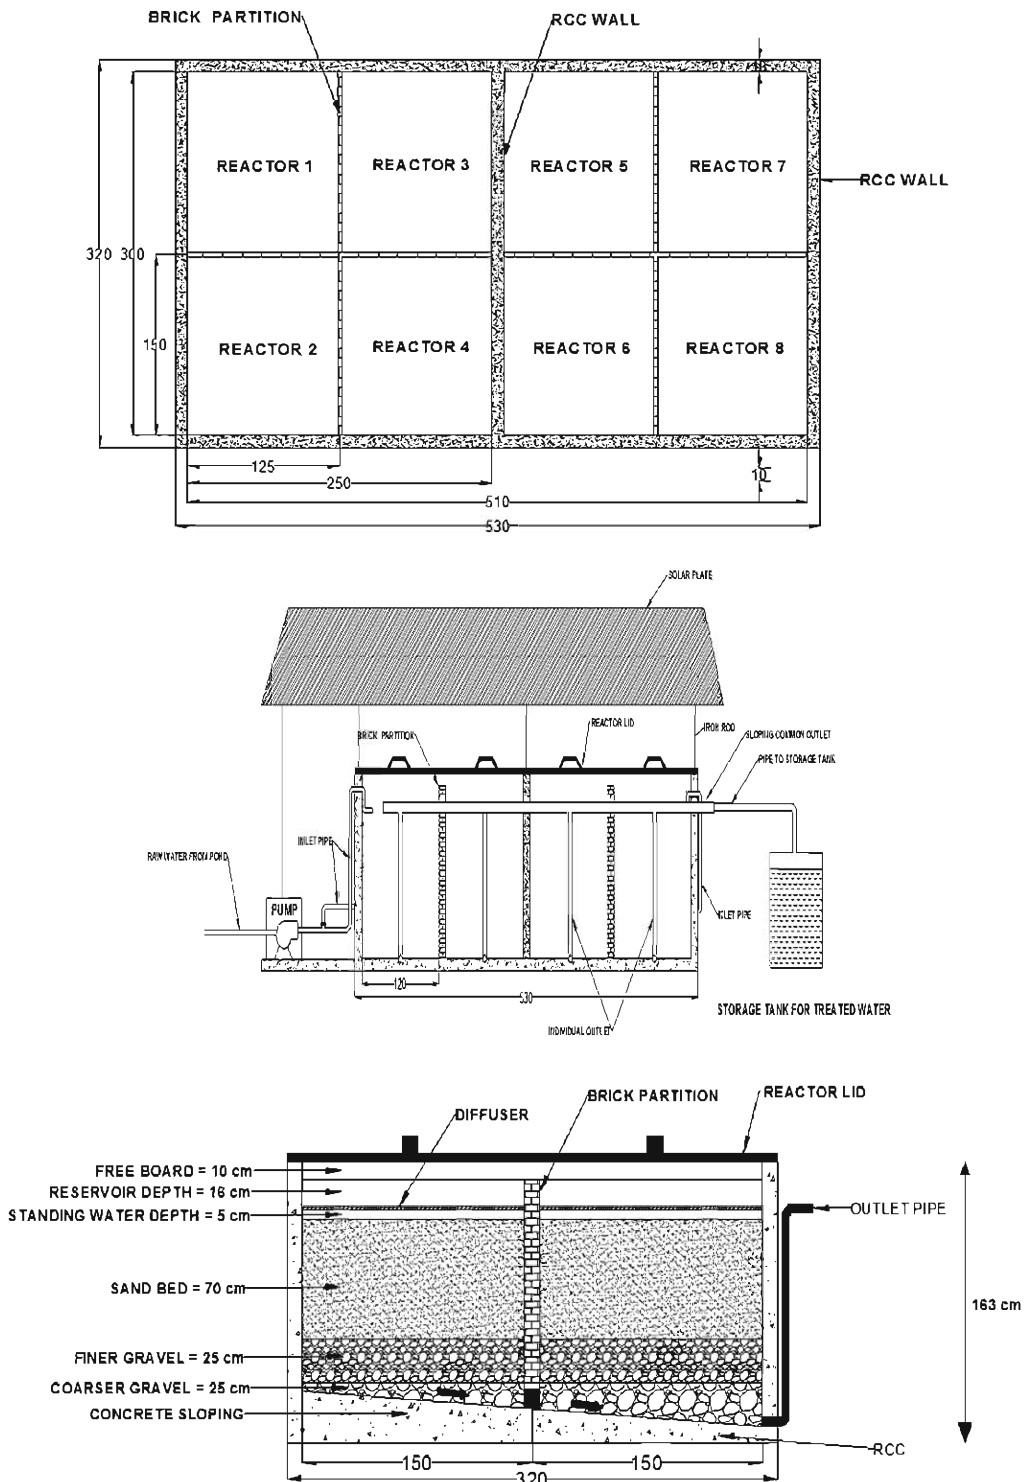 BRICK PARTITION
RCC WALL
REACTOR 1
REACTOR 3
REACTOR 5
REACTOR 7
RCC WALL
320
300
150
REACTOR 2
REACTOR 4
REACTOR 6
REACTOR 8
125
250
10
510
530
SOLAR PLATE
BRICK PARTITION
REACTOR LID
IRON ROD
SLOPING COMMON OUTLET
PIPE TO STORAGE TANK
INLET PIPE
RAW WATER FROM POND
PUMP
INLET PIPE
120
530
INDIVIDUAL OUTLET
STORAGE TANK FOR TREATED WATER
BRICK PARTITION
REACTOR LID
DIFFUSER
FREE BOARD = 10 cm
RESERVOIR DEPTH = 16 cm
STANDING WATER DEPTH = 5 cm
OUTLET PIPE
SAND BED = 70 cm
163 cm
FINER GRAVEL = 25 cm
COARSER GRAVEL = 25 cm
CONCRETE SLOPING
RCC
150
150
320